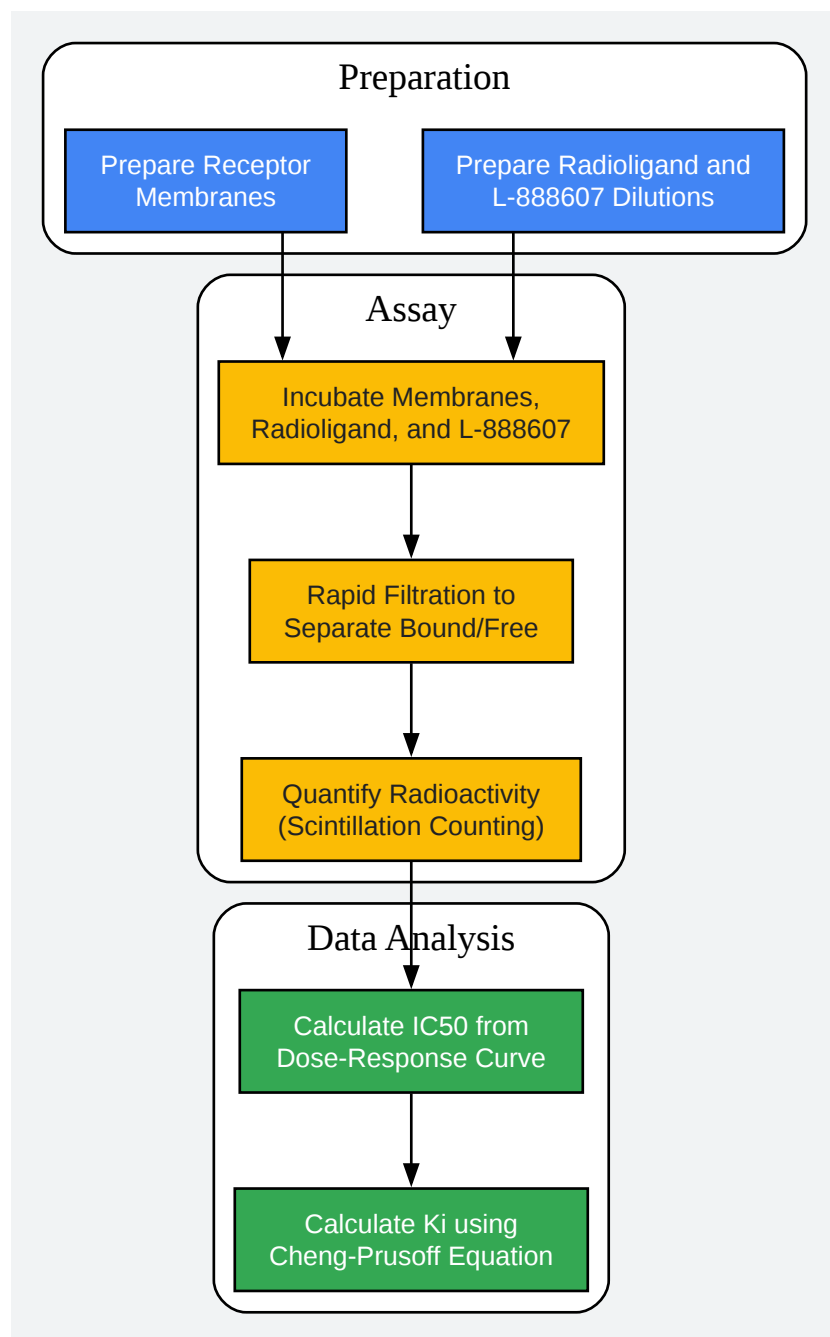 Preparation
Prepare Receptor
Membranes
Prepare Radioligand and
L-888607 Dilutions
Assay
Incubate Membranes,
Radioligand, and L-888607
Rapid Filtration to
Separate Bound/Free
Quantify Radioactivity
(Scintillation Counting)
Data Analysis
Calculate IC50 from
Dose-Response Curve
Calculate Ki using
Cheng-Prusoff Equation